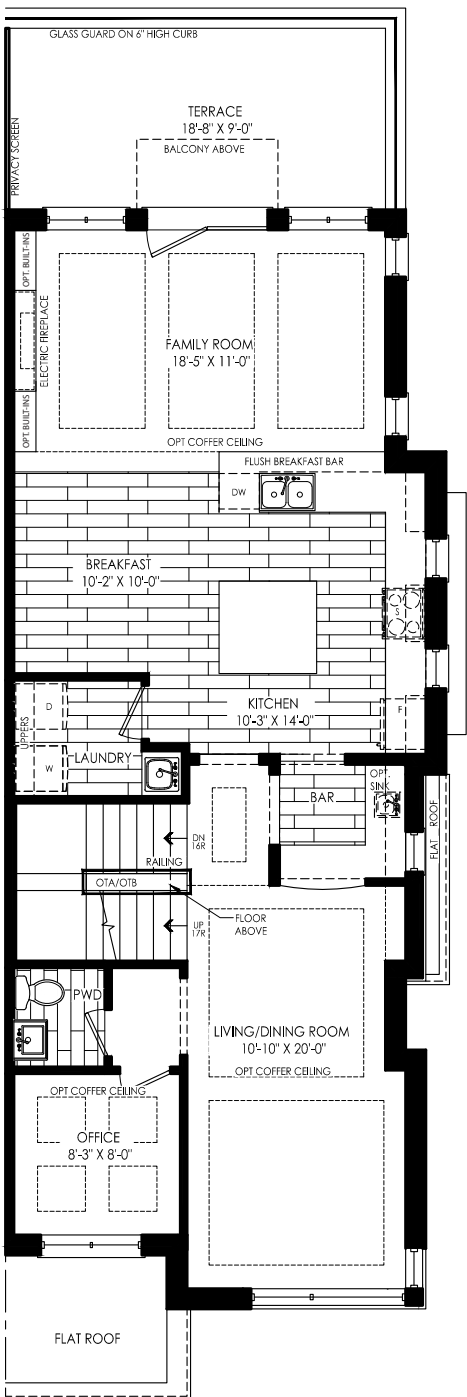 GLASS GUARD ON 6" HIGH CURB
PRIVACY SCREEN
TERRACE
18'-8" X 9'-0"
BALCONY ABOVE
OPT. BUILT-INS
ELECTRIC FIREPLACE
OPT. BUILT-INS
FAMILY ROOM
18'-5" X 11'-0"
OPT COFFER CEILING
FLUSH BREAKFAST BAR
DW
BREAKFAST
10'-2" X 10'-0"
S
KITCHEN
10'-3" X 14'-0"
F
UPPERS
D
W
LAUNDRY
BAR
OPT.
SINK
FLAT ROOF
DN
16R
RAILING
OTA/OTB
UP
17R
FLOOR
ABOVE
PWD
LIVING/DINING ROOM
10'-10" X 20'-0"
OPT COFFER CEILING
OPT COFFER CEILING
OFFICE
8'-3" X 8'-0"
FLAT ROOF